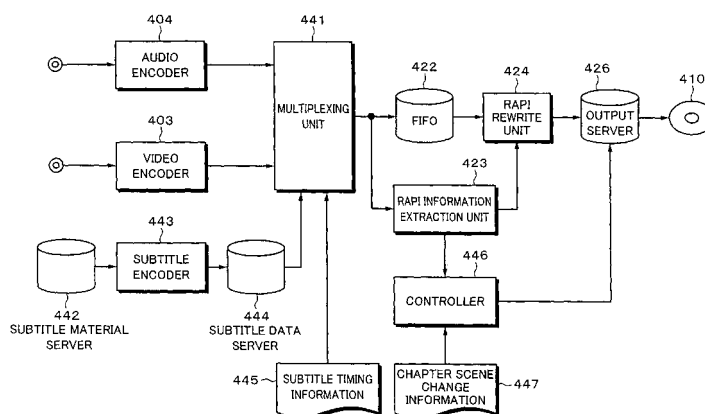 404
AUDIO
ENCODER
441
MULTIPLEXING
UNIT
422
FIFO
424
RAPI
REWRITE
UNIT
426
OUTPUT
SERVER
410
403
VIDEO
ENCODER
423
RAPI INFORMATION
EXTRACTION UNIT
443
SUBTITLE
ENCODER
442
SUBTITLE MATERIAL
SERVER
444
SUBTITLE DATA
SERVER
446
CONTROLLER
445
SUBTITLE TIMING
INFORMATION
CHAPTER SCENE
CHANGE
INFORMATION
447